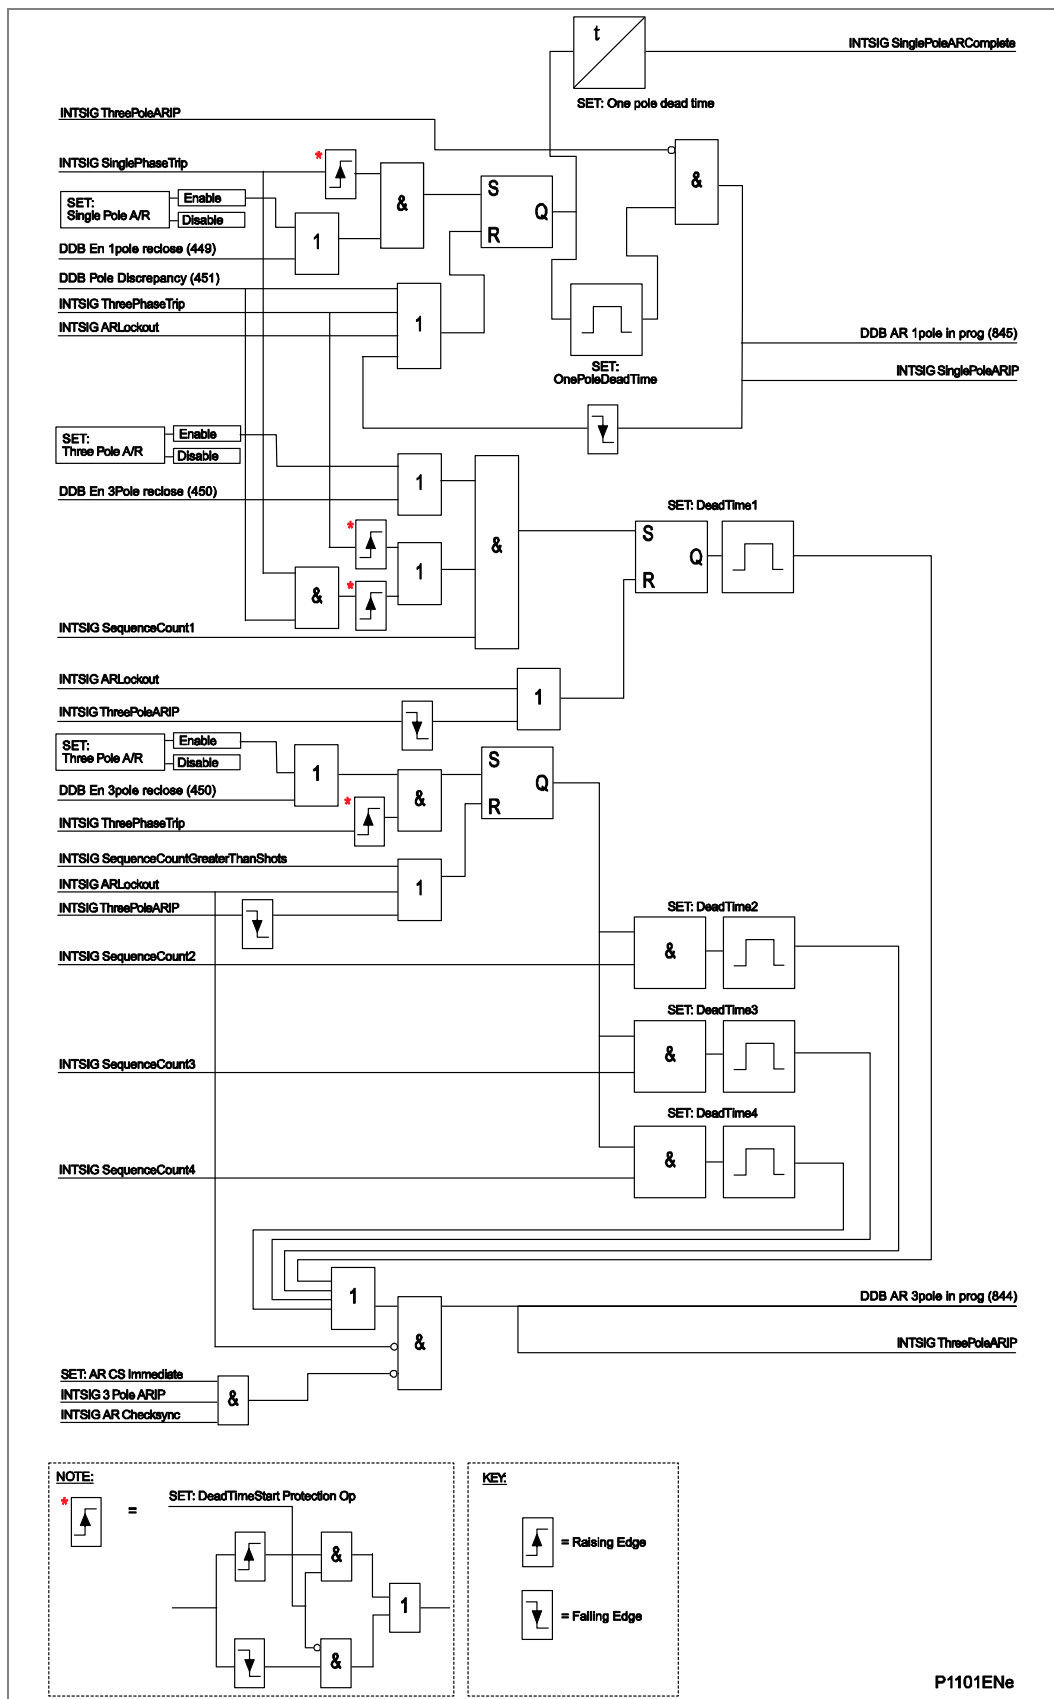 t
INTSIG SinglePoleARComplete
SET: One pole dead time
INTSIG ThreePoleARIP
INTSIG SinglePhaseTrip
*
&
&
S
Q
R
SET:
Single Pole A/R
Enable
Disable
1
DDB En 1pole reclose (449)
DDB Pole Discrepancy (451)
INTSIG ThreePhaseTrip
INTSIG ARLockout
1
SET:
OnePoleDeadTime
DDB AR 1pole in prog (845)
INTSIG SinglePoleARIP
SET:
Three Pole A/R
Enable
Disable
1
DDB En 3Pole reclose (450)
*
1
&
*
&
INTSIG SequenceCount1
SET: DeadTime1
S
Q
R
INTSIG ARLockout
1
INTSIG ThreePoleARIP
SET:
Three Pole A/R
Enable
Disable
1
DDB En 3pole reclose (450)
*
&
S
Q
R
INTSIG ThreePhaseTrip
INTSIG SequenceCountGreaterThanShots
INTSIG ARLockout
1
INTSIG ThreePoleARIP
SET: DeadTime2
&
INTSIG SequenceCount2
SET: DeadTime3
&
INTSIG SequenceCount3
SET: DeadTime4
&
INTSIG SequenceCount4
1
DDB AR 3pole in prog (844)
&
INTSIG ThreePoleARIP
SET: AR CS Immediate
INTSIG 3 Pole ARIP
&
INTSIG AR Checksync
NOTE:
*
=
SET: DeadTimeStart Protection Op
&
1
&
KEY:
= Raising Edge
= Falling Edge
P1101ENe